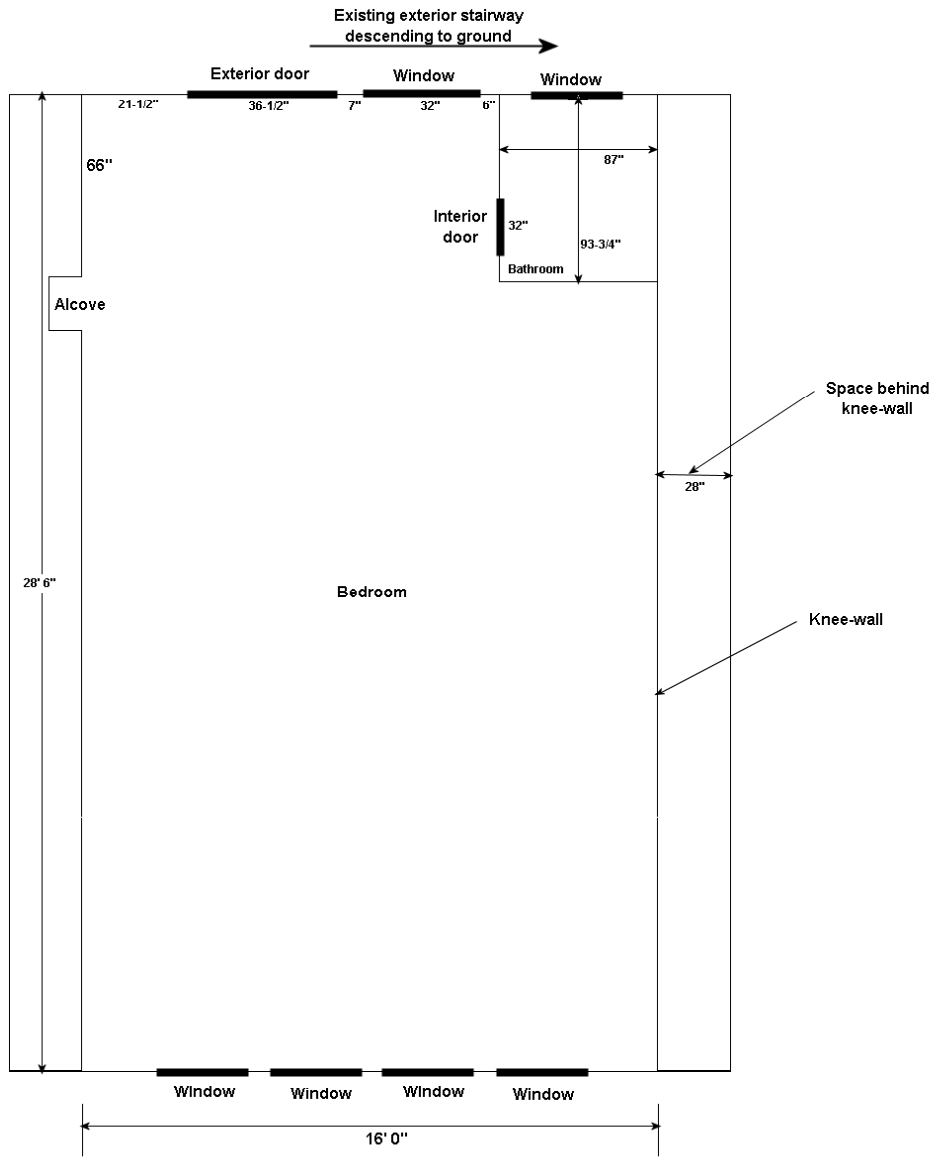 Existing exterior stairway
descending to ground
Exterior door
Window
Window
21-1/2"
36-1/2"
7"
32"
6"
66"
87"
Interior
door
32"
93-3/4"
Bathroom
Alcove
Space behind
knee-wall
28"
28' 6"
Bedroom
Knee-wall
Window
Window
Window
Window
16' 0"